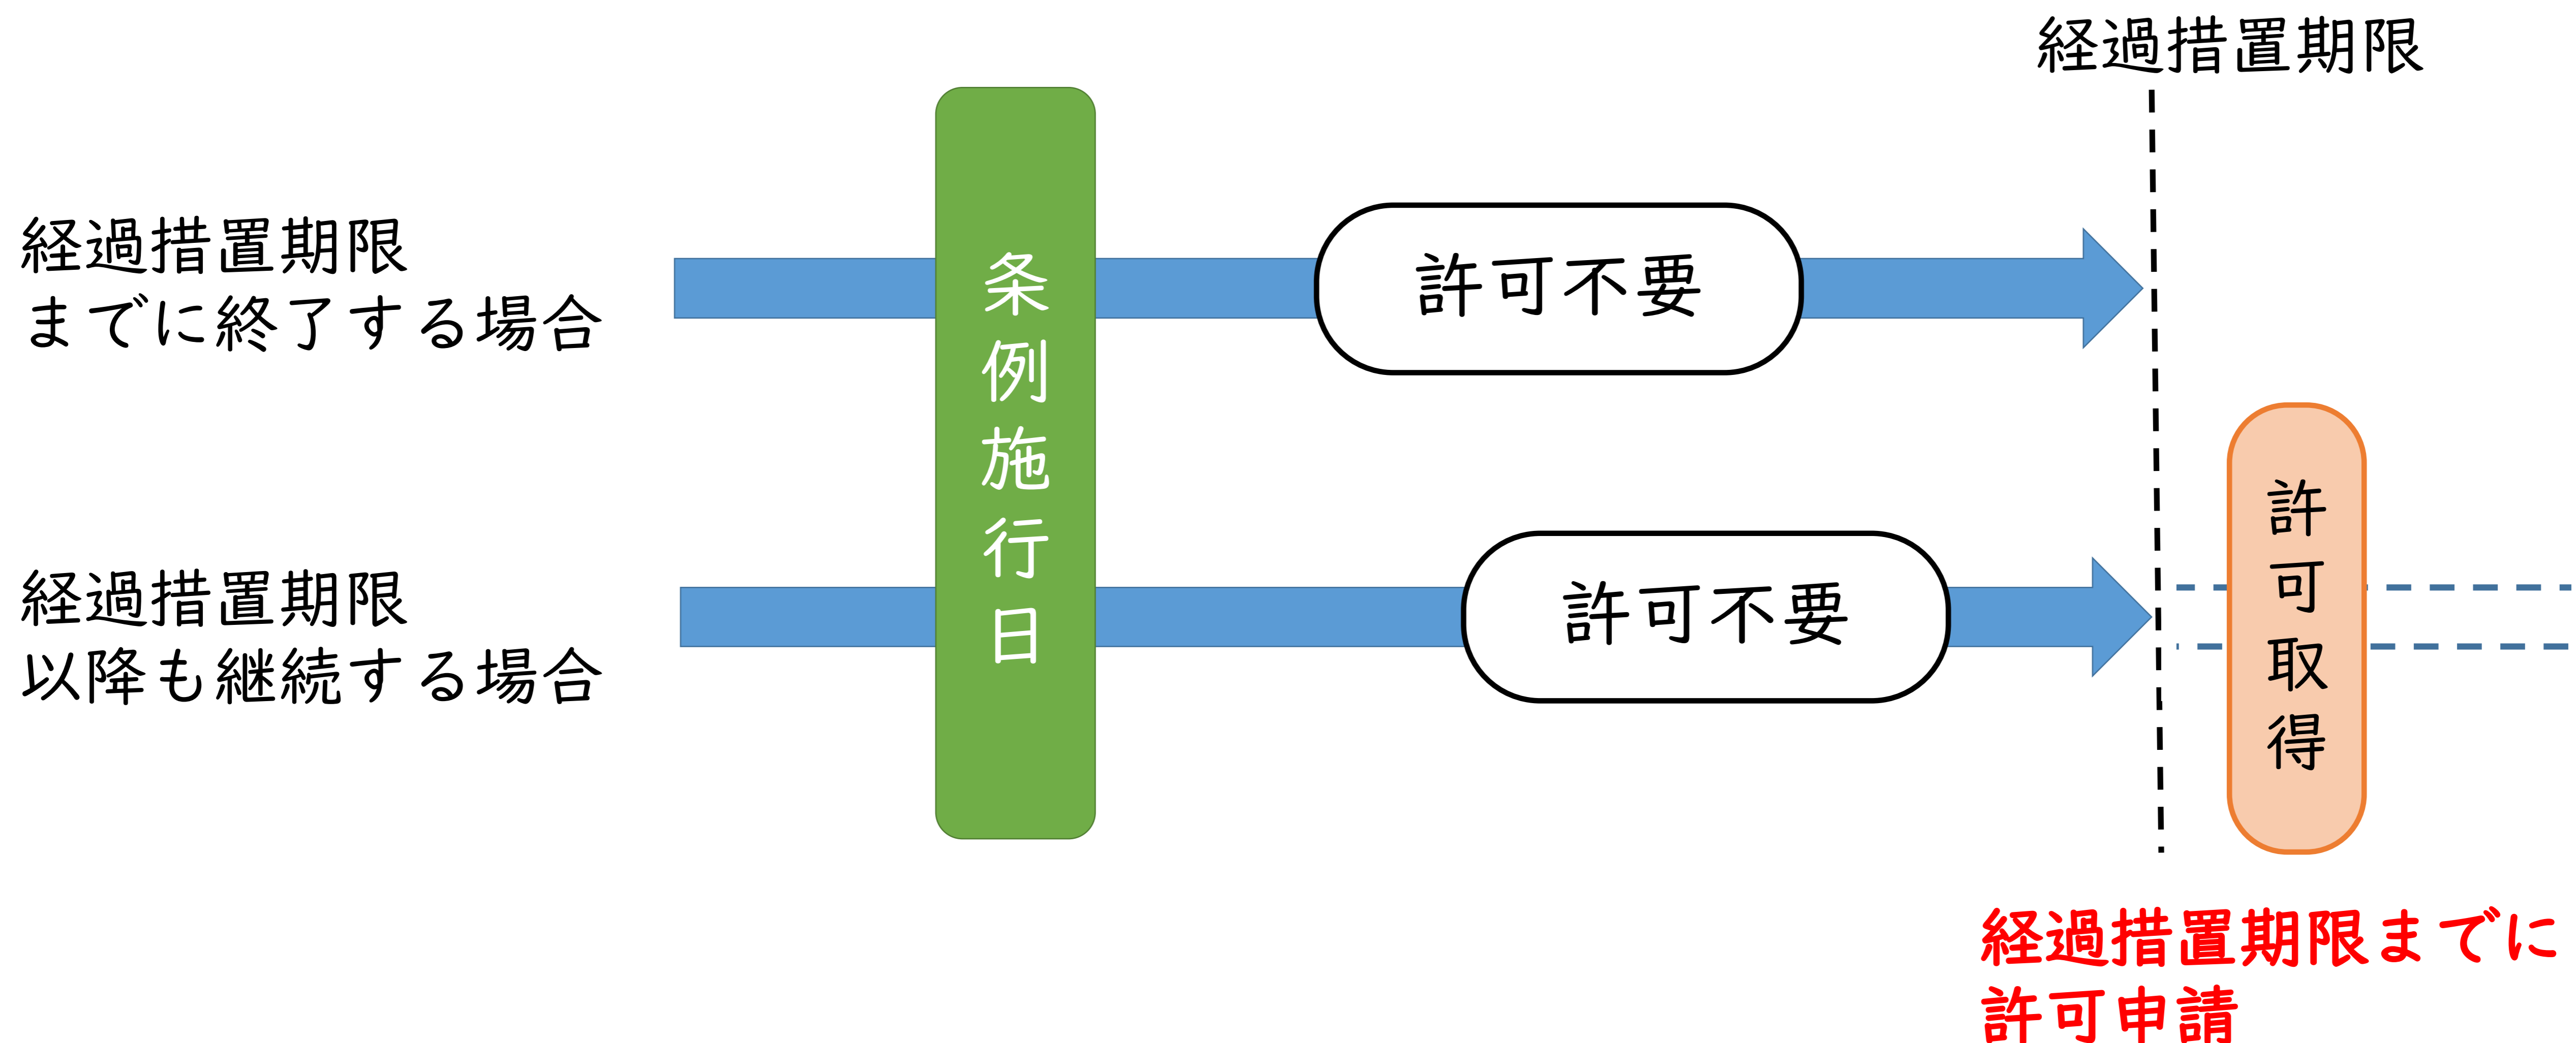 経過措置期限
経過措置期限
までに終了する場合
条例施行日
許可不要
経過措置期限
以降も継続する場合
許可不要
許可取得
経過措置期限までに
許可申請